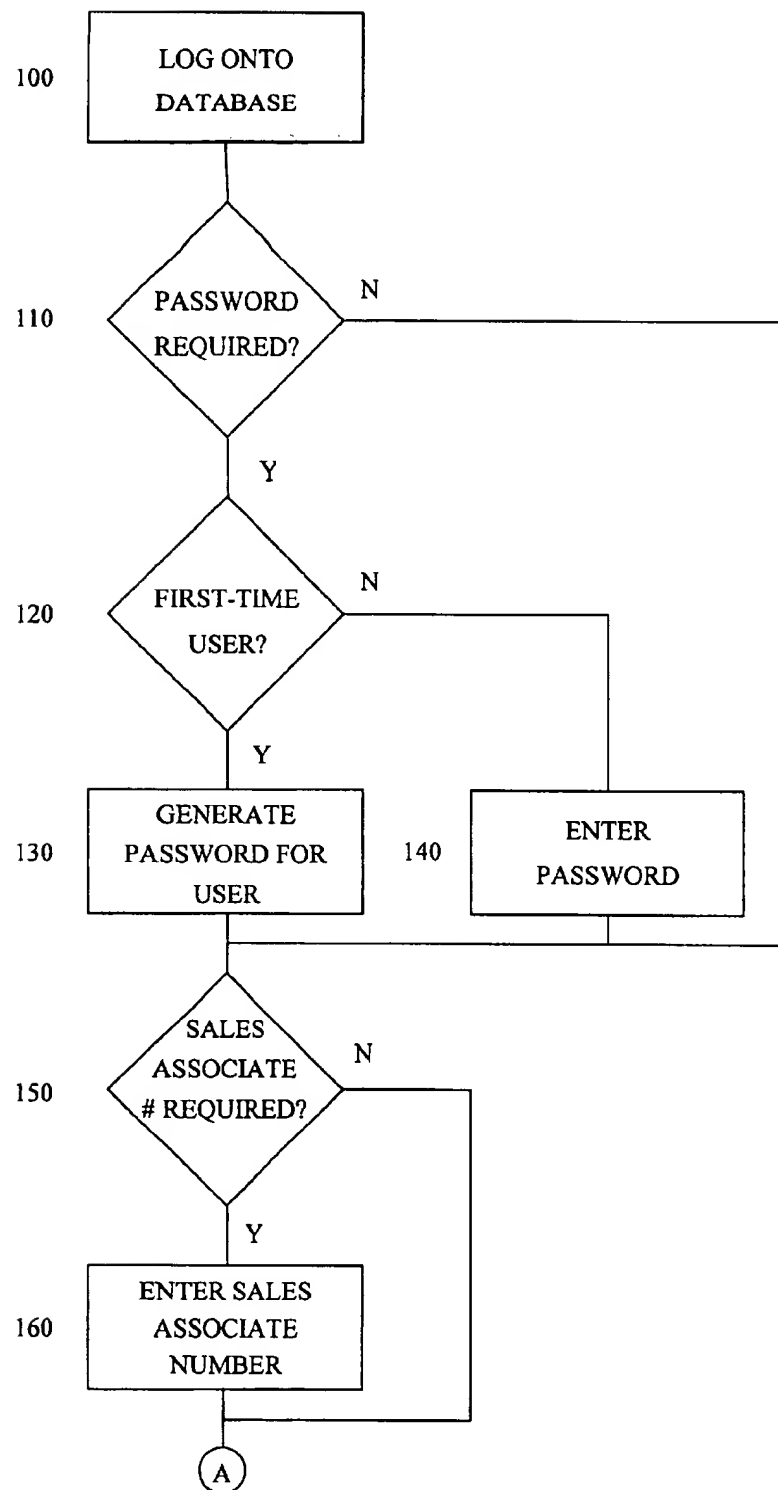 LOG ONTO
DATABASE
100
PASSWORD
REQUIRED?
110
N
Y
FIRST-TIME
USER?
120
N
Y
GENERATE
PASSWORD FOR
USER
130
140
ENTER
PASSWORD
SALES
ASSOCIATE
# REQUIRED?
150
N
Y
ENTER SALES
ASSOCIATE
NUMBER
160
A